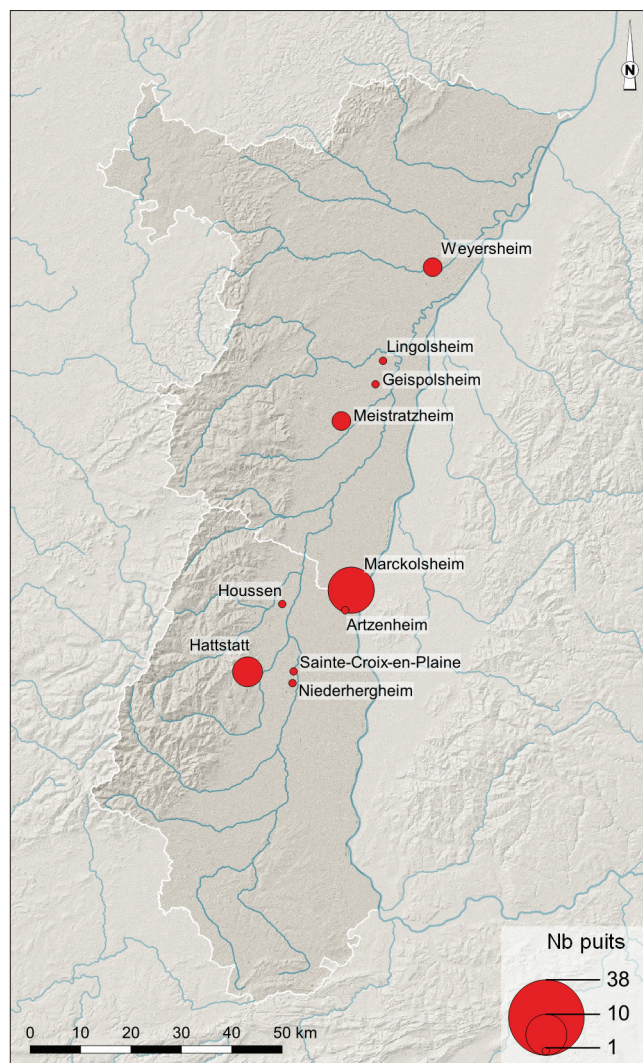 N
Weyersheim
Lingolsheim
Geispolsheim
Meistratzheim
Marckolsheim
Houssen
Artzenheim
Hattstatt
Sainte-Croix-en-Plaine
Niederhergheim
Nb puits
38
10
1
0 10 20 30 40 50 km